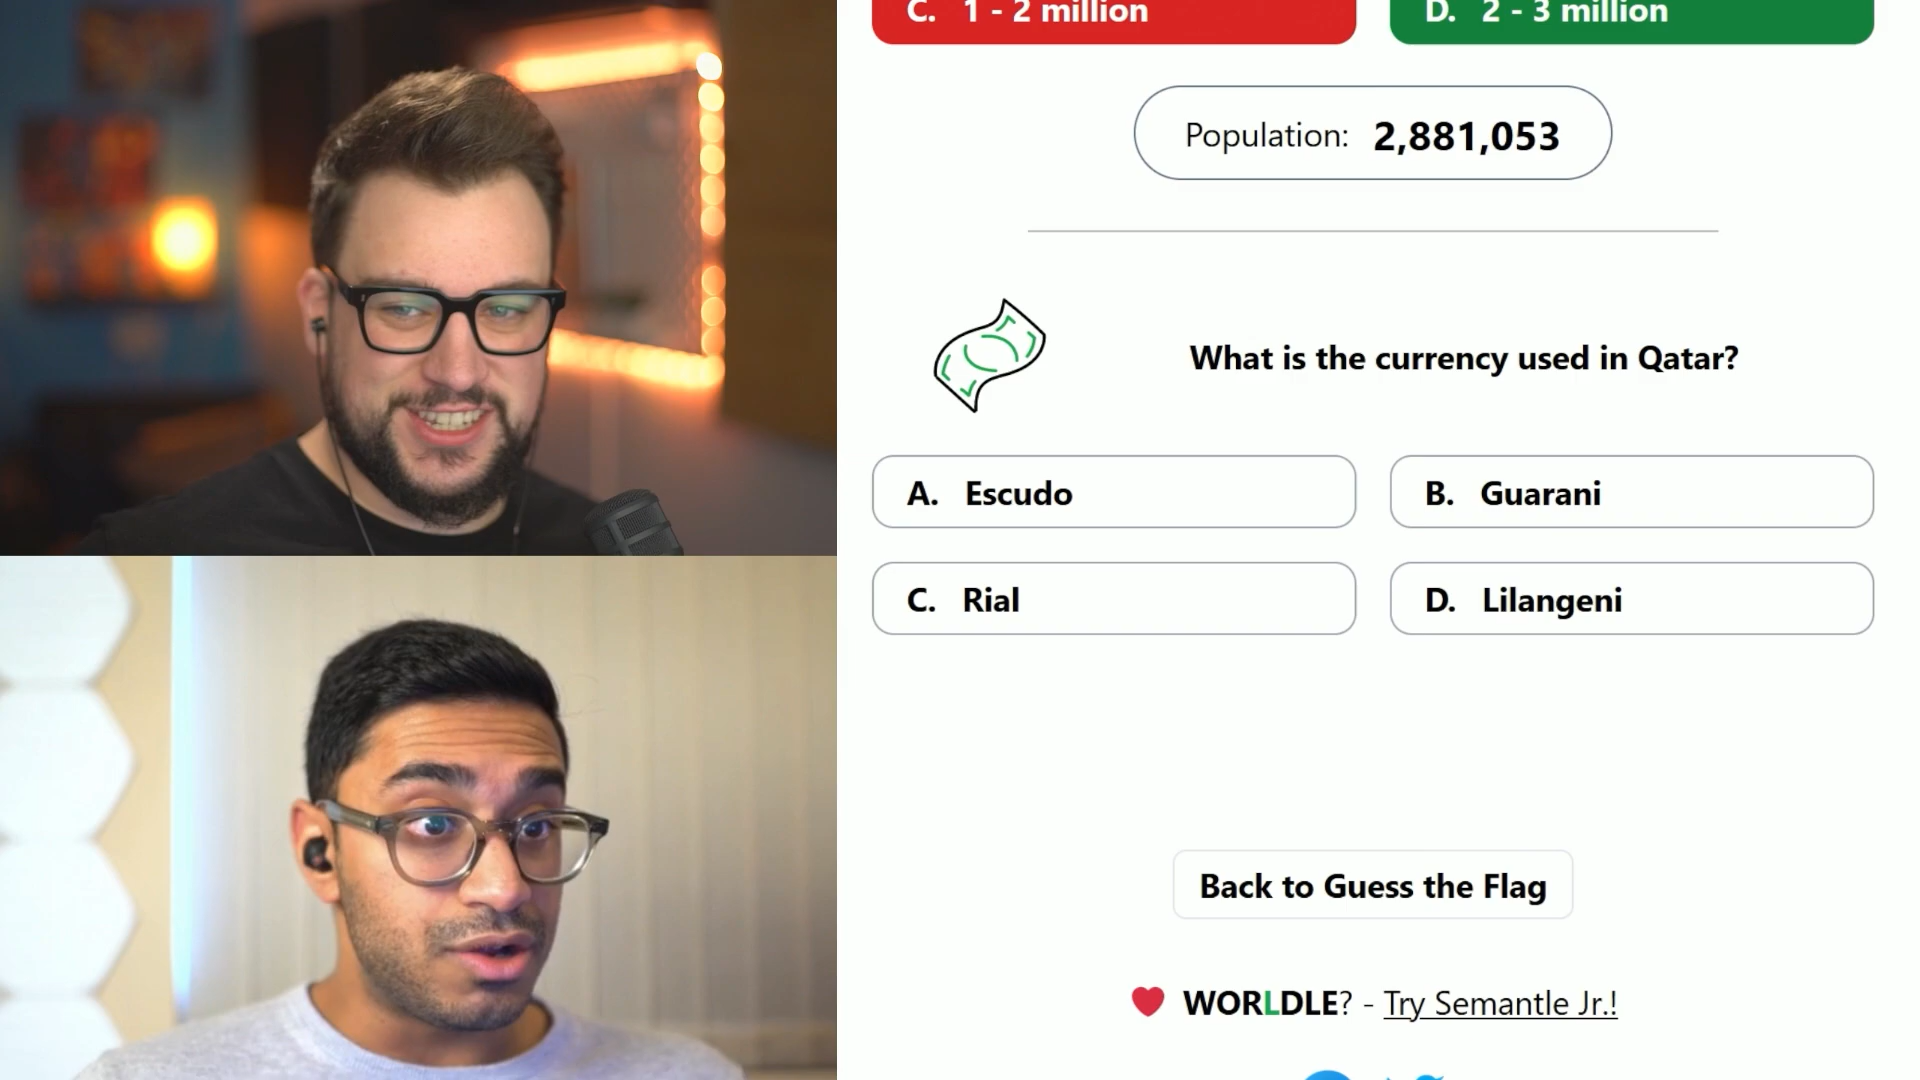 C. 1 - 2 million
D. 2 - 3 million
Population: 2,881,053
What is the currency used in Qatar?
A. Escudo
B. Guarani
C. Rial
D. Lilangeni
Back to Guess the Flag
WORLDLE? - Try Semantle Jr.!